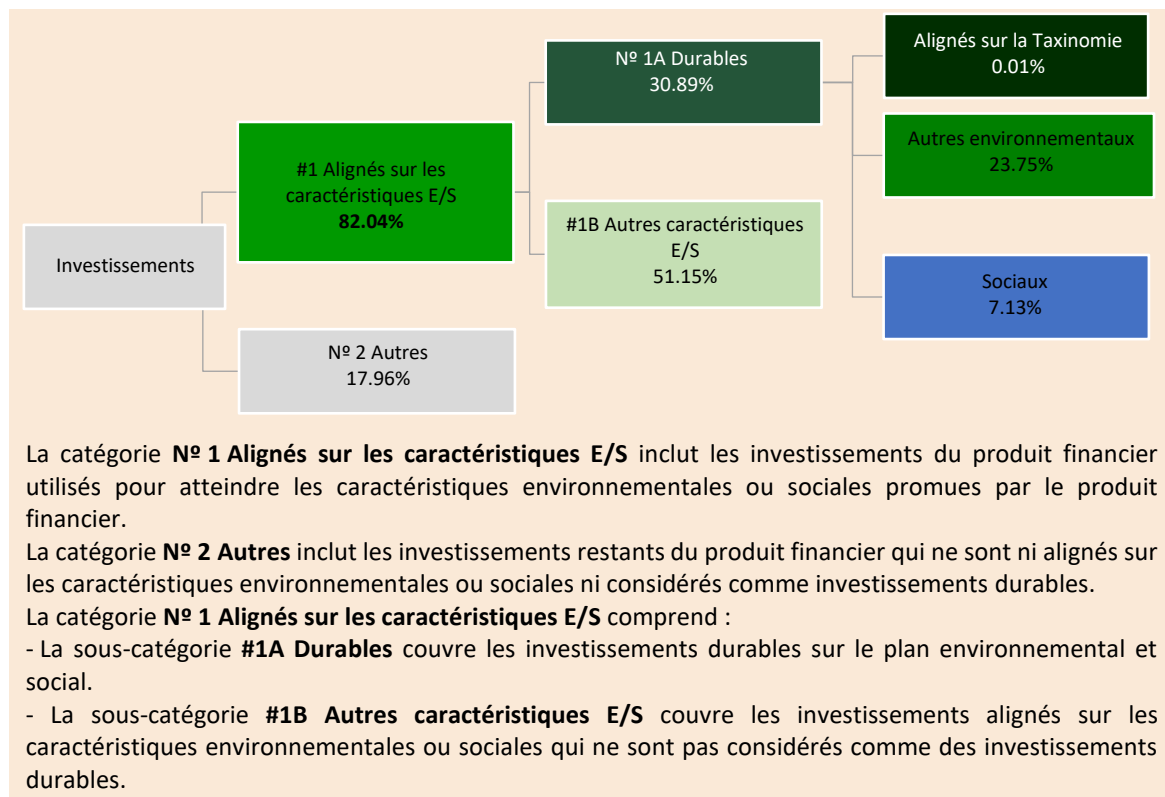 Investissements
#1 Alignés sur les
caractéristiques E/S
82.04%
Nº 2 Autres
17.96%
Nº 1A Durables
30.89%
#1B Autres caractéristiques
E/S
51.15%
Alignés sur la Taxinomie
0.01%
Autres environnementaux
23.75%
Sociaux
7.13%
La catégorie Nº 1 Alignés sur les caractéristiques E/S inclut les investissements du produit financier
utilisés pour atteindre les caractéristiques environnementales ou sociales promues par le produit
financier.
La catégorie Nº 2 Autres inclut les investissements restants du produit financier qui ne sont ni alignés sur
les caractéristiques environnementales ou sociales ni considérés comme investissements durables.
La catégorie Nº 1 Alignés sur les caractéristiques E/S comprend :
- La sous-catégorie #1A Durables couvre les investissements durables sur le plan environnemental et
social.
- La sous-catégorie #1B Autres caractéristiques E/S couvre les investissements alignés sur les
caractéristiques environnementales ou sociales qui ne sont pas considérés comme des investissements
durables.